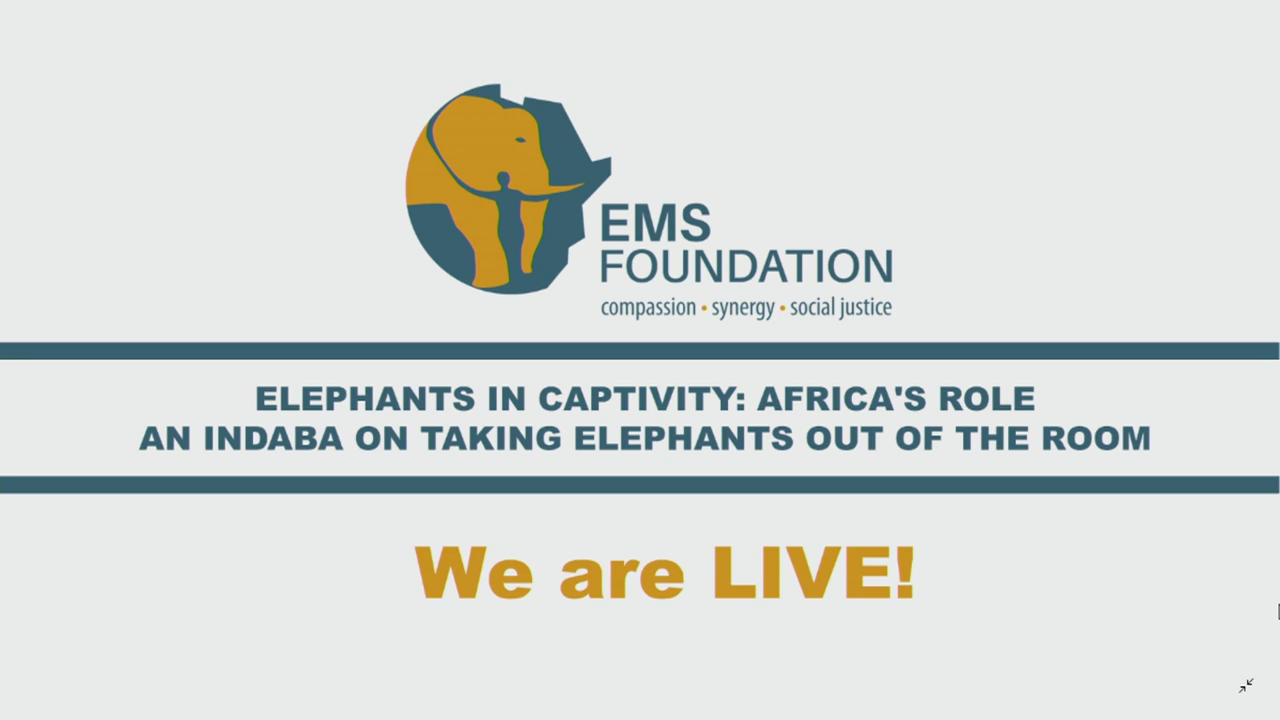 EMS
FOUNDATION
compassion • synergy • social justice
ELEPHANTS IN CAPTIVITY: AFRICA'S ROLE
AN INDABA ON TAKING ELEPHANTS OUT OF THE ROOM
We are LIVE!